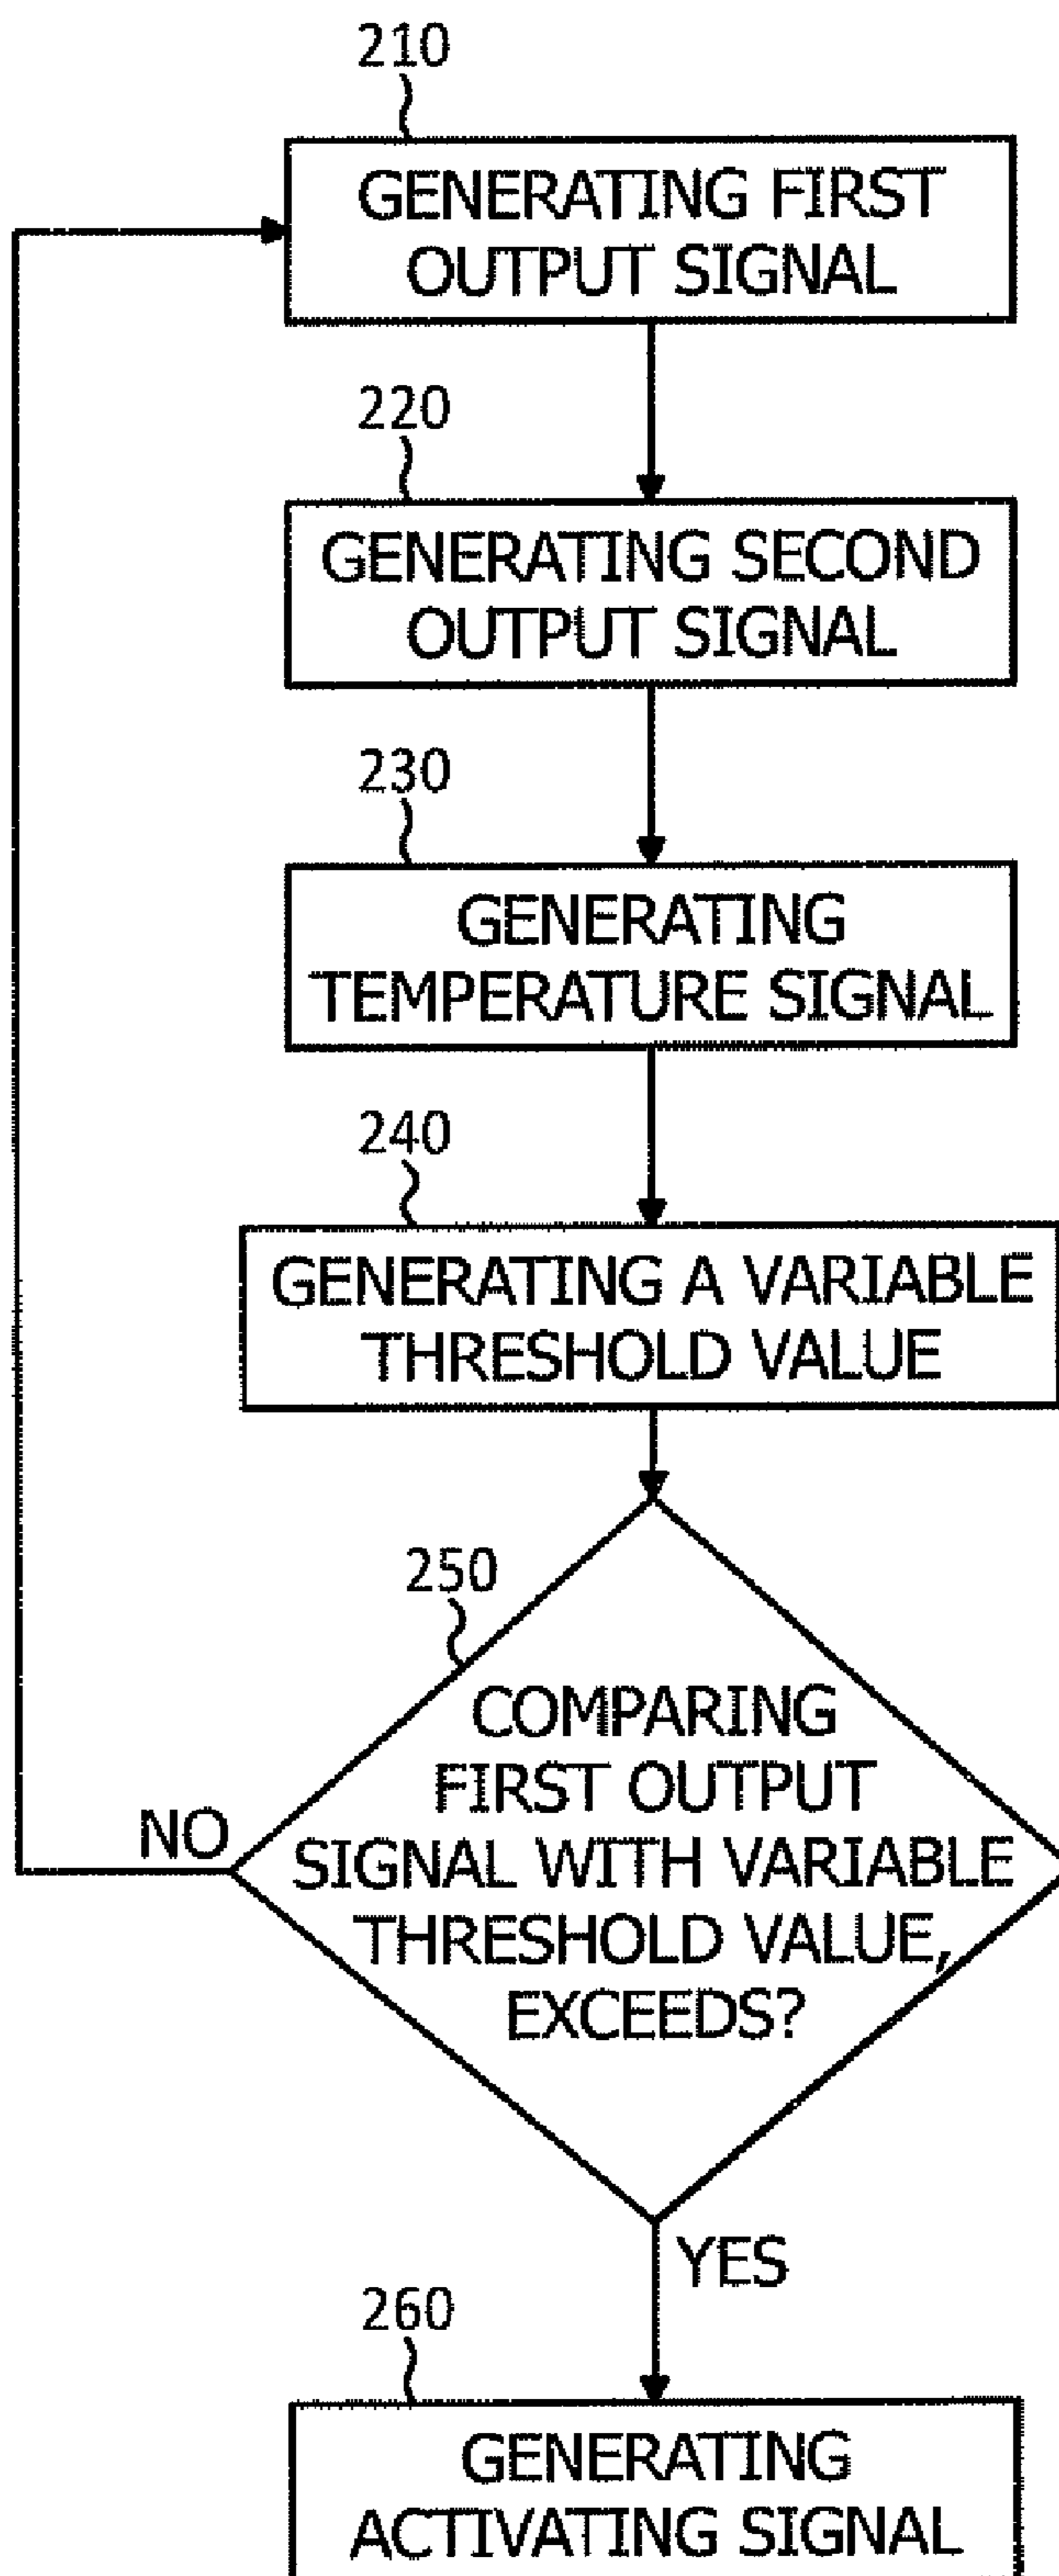 210
GENERATING FIRST
OUTPUT SIGNAL
220
GENERATING SECOND
OUTPUT SIGNAL
230
GENERATING
TEMPERATURE SIGNAL
240
GENERATING A VARIABLE
THRESHOLD VALUE
250
COMPARING
FIRST OUTPUT
SIGNAL WITH VARIABLE
THRESHOLD VALUE,
EXCEEDS?
NO
YES
260
GENERATING
ACTIVATING SIGNAL